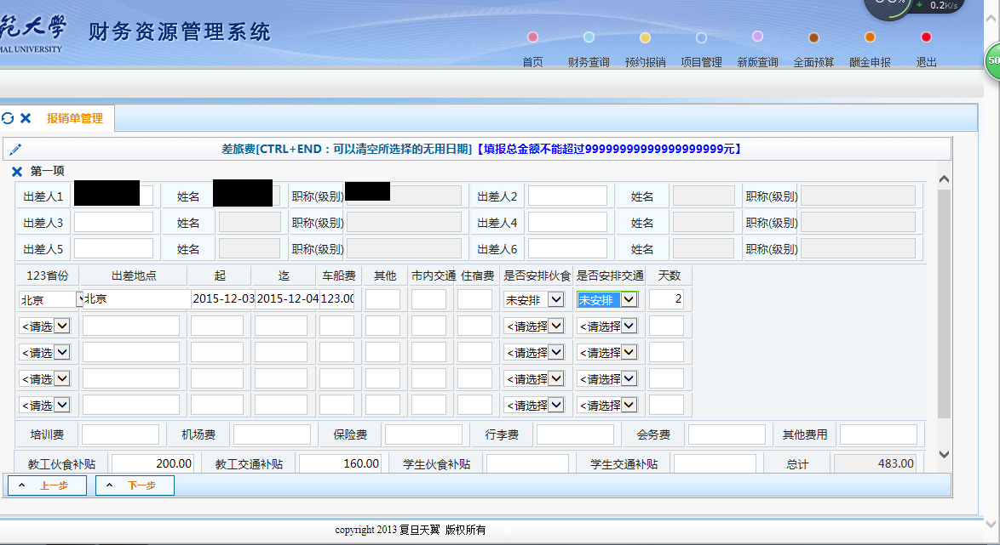 范大學 财务资源管理系统
MAL UNIVERSITY
0.2K/s
50
首页 财务查询 预约报销 项目管理 新版查询 全面预算 酬金申报 退出
报销单管理
差旅费[CTRL+END：可以清空所选择的无用日期]【填报总金额不能超过99999999999999999999元】
第一项
出差人1 姓名 职称(级别) 出差人2 姓名 职称(级别)
出差人3 姓名 职称(级别) 出差人4 姓名 职称(级别)
出差人5 姓名 职称(级别) 出差人6 姓名 职称(级别)
123省份 出差地点 起 迄 车船费 其他 市内交通 住宿费 是否安排伙食 是否安排交通 天数
北京 北京 2015-12-03 2015-12-04 123.00 未安排 未安排 2
<请选 <请选择 <请选择
<请选 <请选择 <请选择
<请选 <请选择 <请选择
<请选 <请选择 <请选择
培训费 机场费 保险费 行李费 会务费 其他费用
教工伙食补贴 200.00 教工交通补贴 160.00 学生伙食补贴 学生交通补贴 总计 483.00
上一步 下一步
copyright 2013 复旦天翼 版权所有